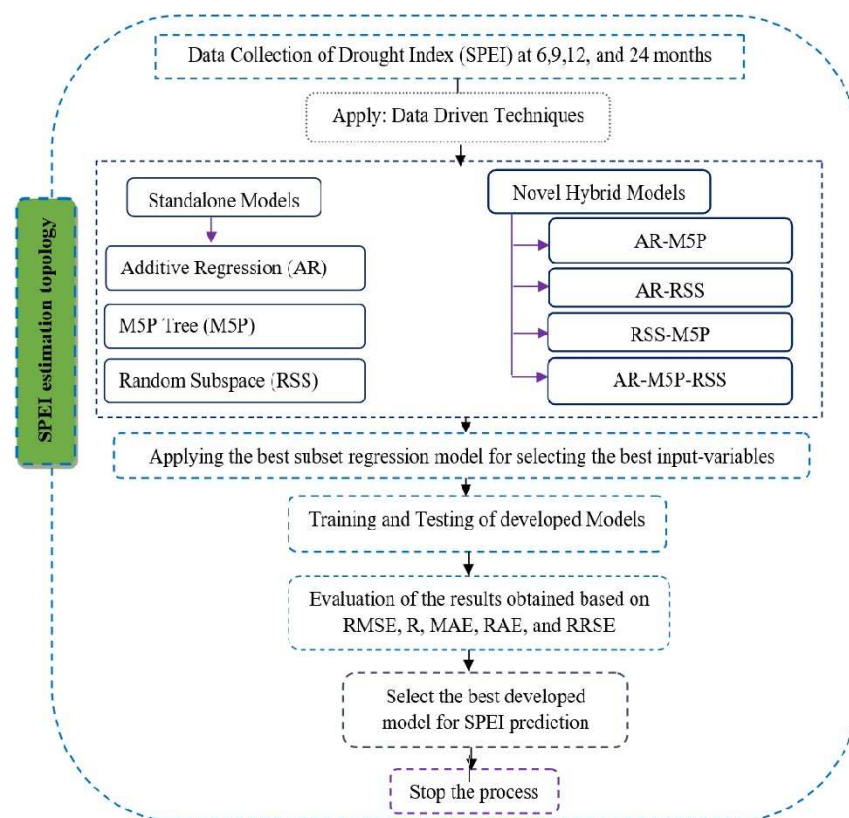 Data Collection of Drought Index (SPEI) at 6,9,12, and 24 months
Apply: Data Driven Techniques
SPEI estimation topology
Standalone Models
Additive Regression (AR)
M5P Tree (M5P)
Random Subspace (RSS)
Novel Hybrid Models
AR-M5P
AR-RSS
RSS-M5P
AR-M5P-RSS
Applying the best subset regression model for selecting the best input-variables
Training and Testing of developed Models
Evaluation of the results obtained based on
RMSE, R, MAE, RAE, and RRSE
Select the best developed
model for SPEI prediction
Stop the process